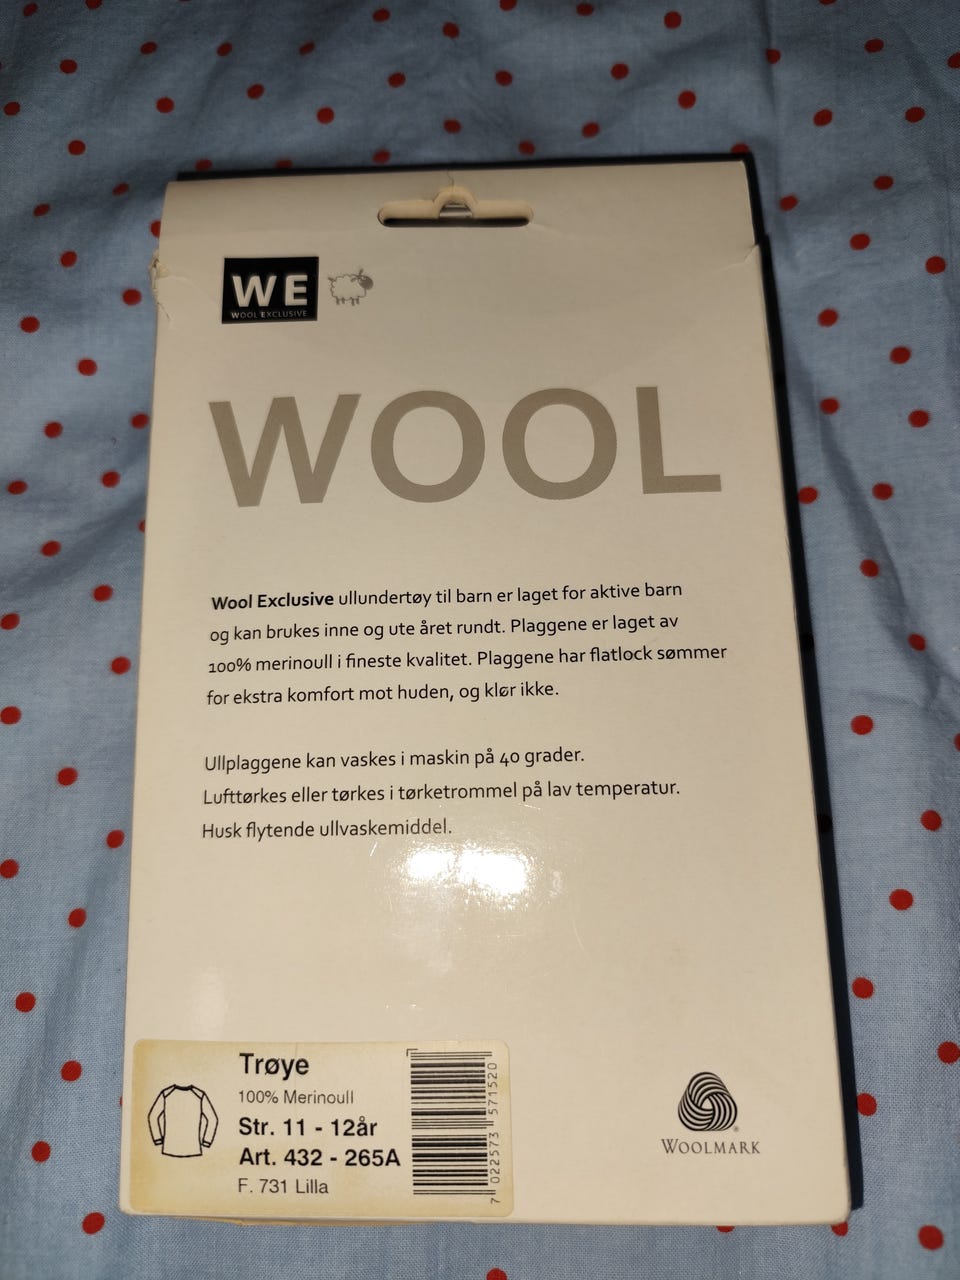 WE
WOOL EXCLUSIVE
WOOL
Wool Exclusive ullundertøy til barn er laget for aktive barn
og kan brukes inne og ute året rundt. Plaggene er laget av
100% merinoull i fineste kvalitet. Plaggene har flatlock sømmer
for ekstra komfort mot huden, og klør ikke.
Ullplaggene kan vaskes i maskin på 40 grader.
Lufttørkes eller tørkes i tørketrommel på lav temperatur.
Husk flytende ullvaskemiddel.
Trøye
100% Merinoull
Str. 11 - 12år
Art. 432 - 265A
F. 731 Lilla
7 022573 571520
®
WOOLMARK